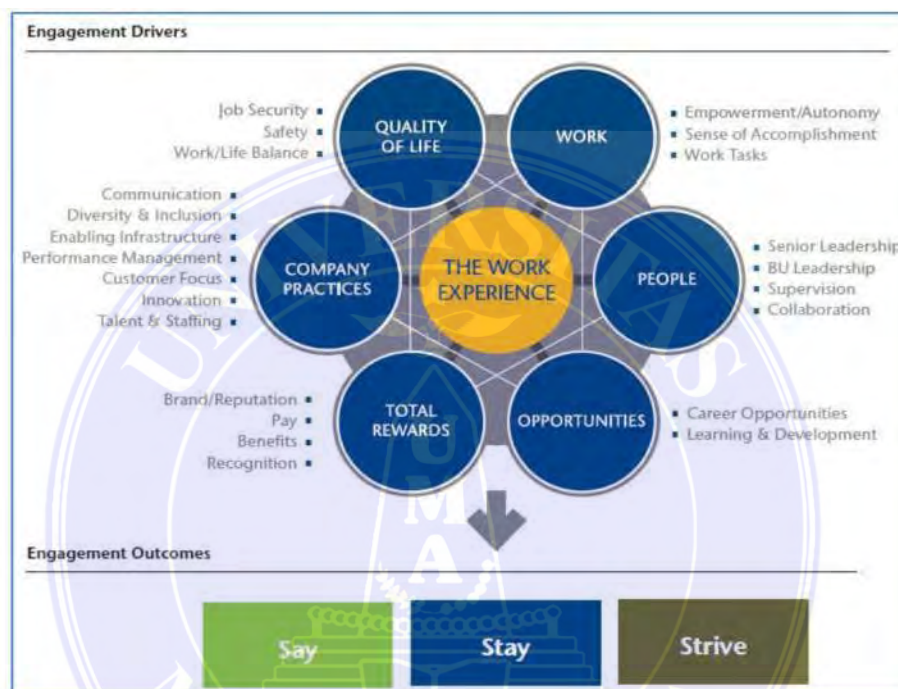 Engagement Drivers
Job Security
Safety
Work/Life Balance
QUALITY
OF LIFE
WORK
Empowerment/Autonomy
Sense of Accomplishment
Work Tasks
Communication
Diversity & Inclusion
Enabling Infrastructure
Performance Management
Customer Focus
Innovation
Talent & Staffing
COMPANY
PRACTICES
THE WORK
EXPERIENCE
PEOPLE
Senior Leadership
BU Leadership
Supervision
Collaboration
Brand/Reputation
Pay
Benefits
Recognition
TOTAL
REWARDS
OPPORTUNITIES
Career Opportunities
Learning & Development
Engagement Outcomes
Say
Stay
Strive
UNIVERSITAS
UMA